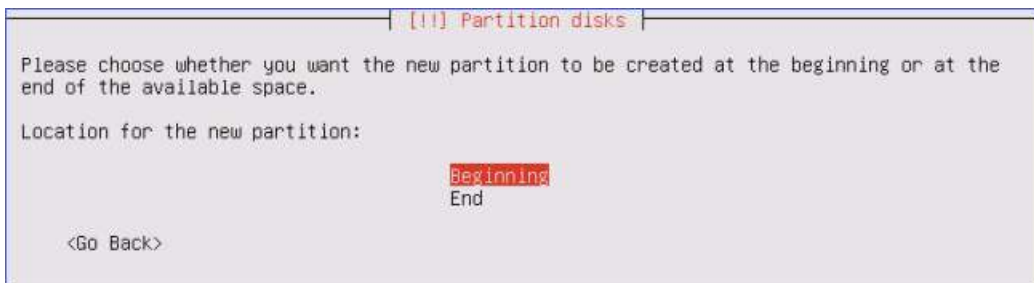 [!!] Partition disks
Please choose whether you want the new partition to be created at the beginning or at the
end of the available space.
Location for the new partition:
Beginning
End
<Go Back>